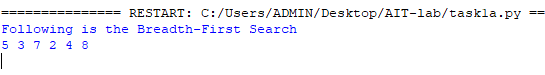 =============== RESTART: C:/Users/ADMIN/Desktop/AIT-lab/task1a.py ==
Following is the Breadth-First Search
5 3 7 2 4 8